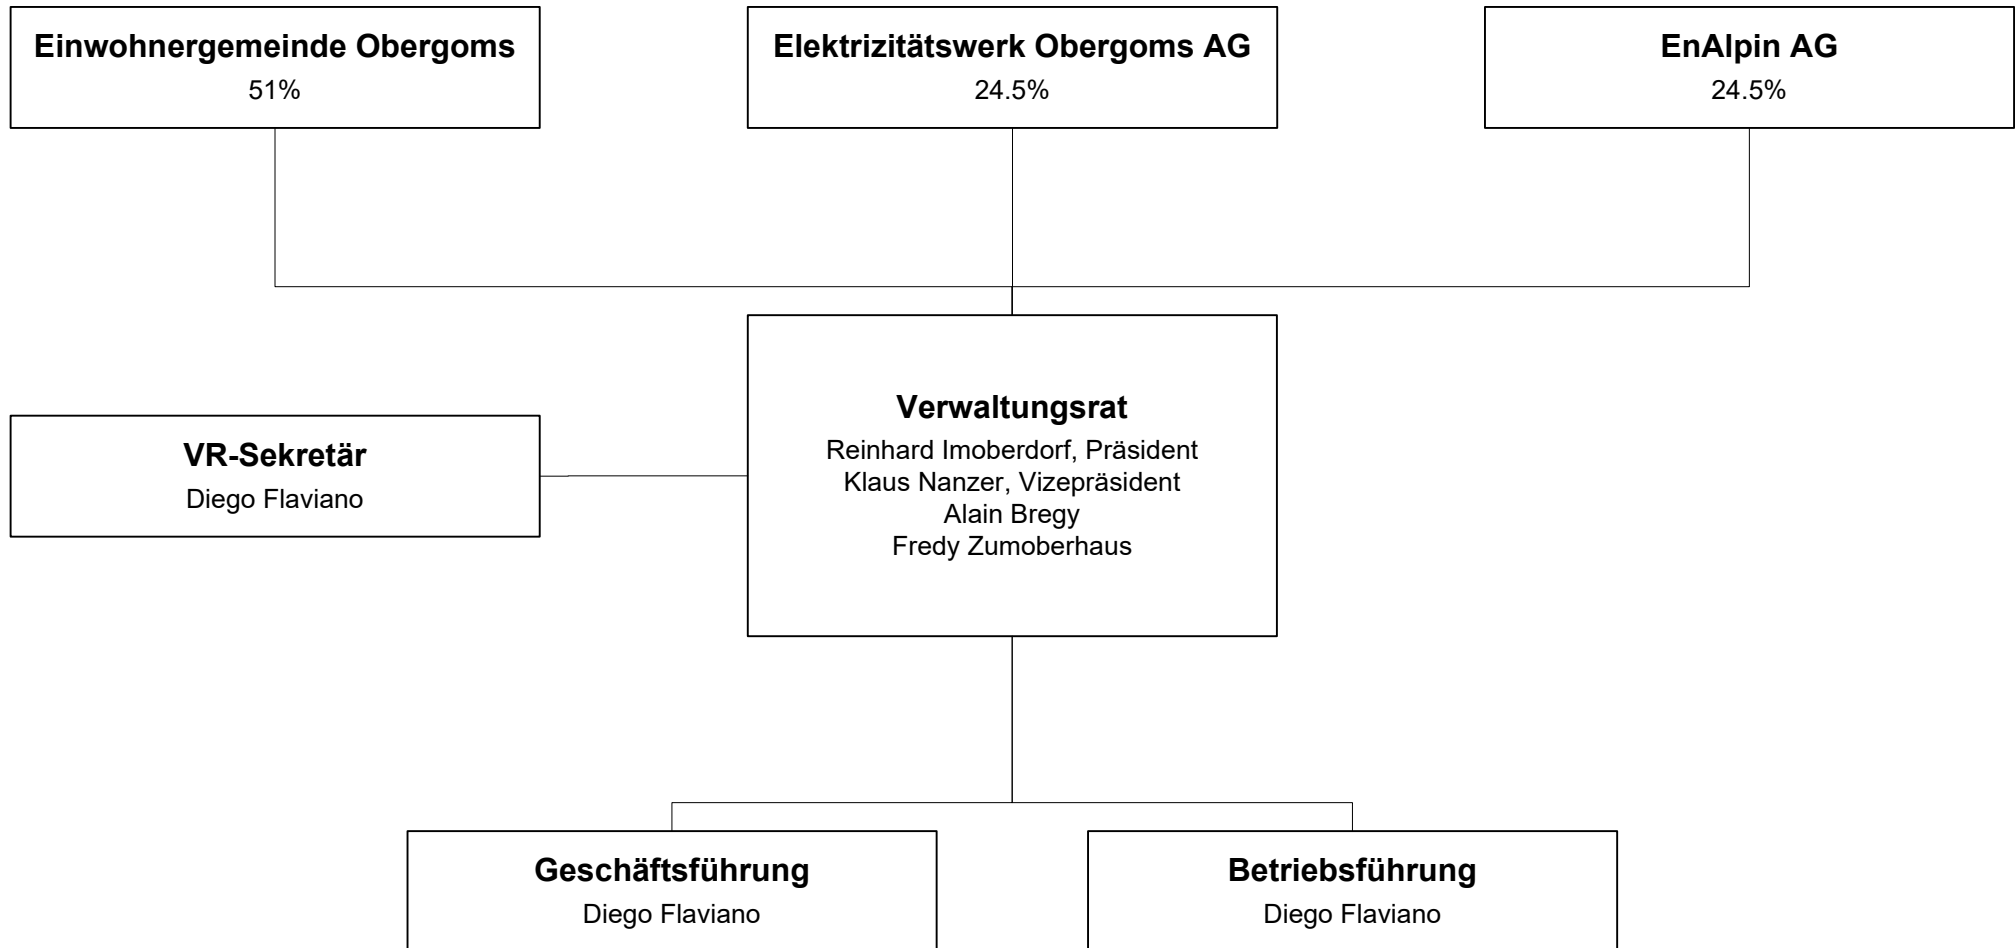 Einwohnergemeinde Obergoms
51%
Elektrizitätswerk Obergoms AG
24.5%
EnAlpin AG
24.5%
VR-Sekretär
Diego Flaviano
Verwaltungsrat
Reinhard Imoberdorf, Präsident
Klaus Nanzer, Vizepräsident
Alain Bregy
Fredy Zumoberhaus
Geschäftsführung
Diego Flaviano
Betriebsführung
Diego Flaviano